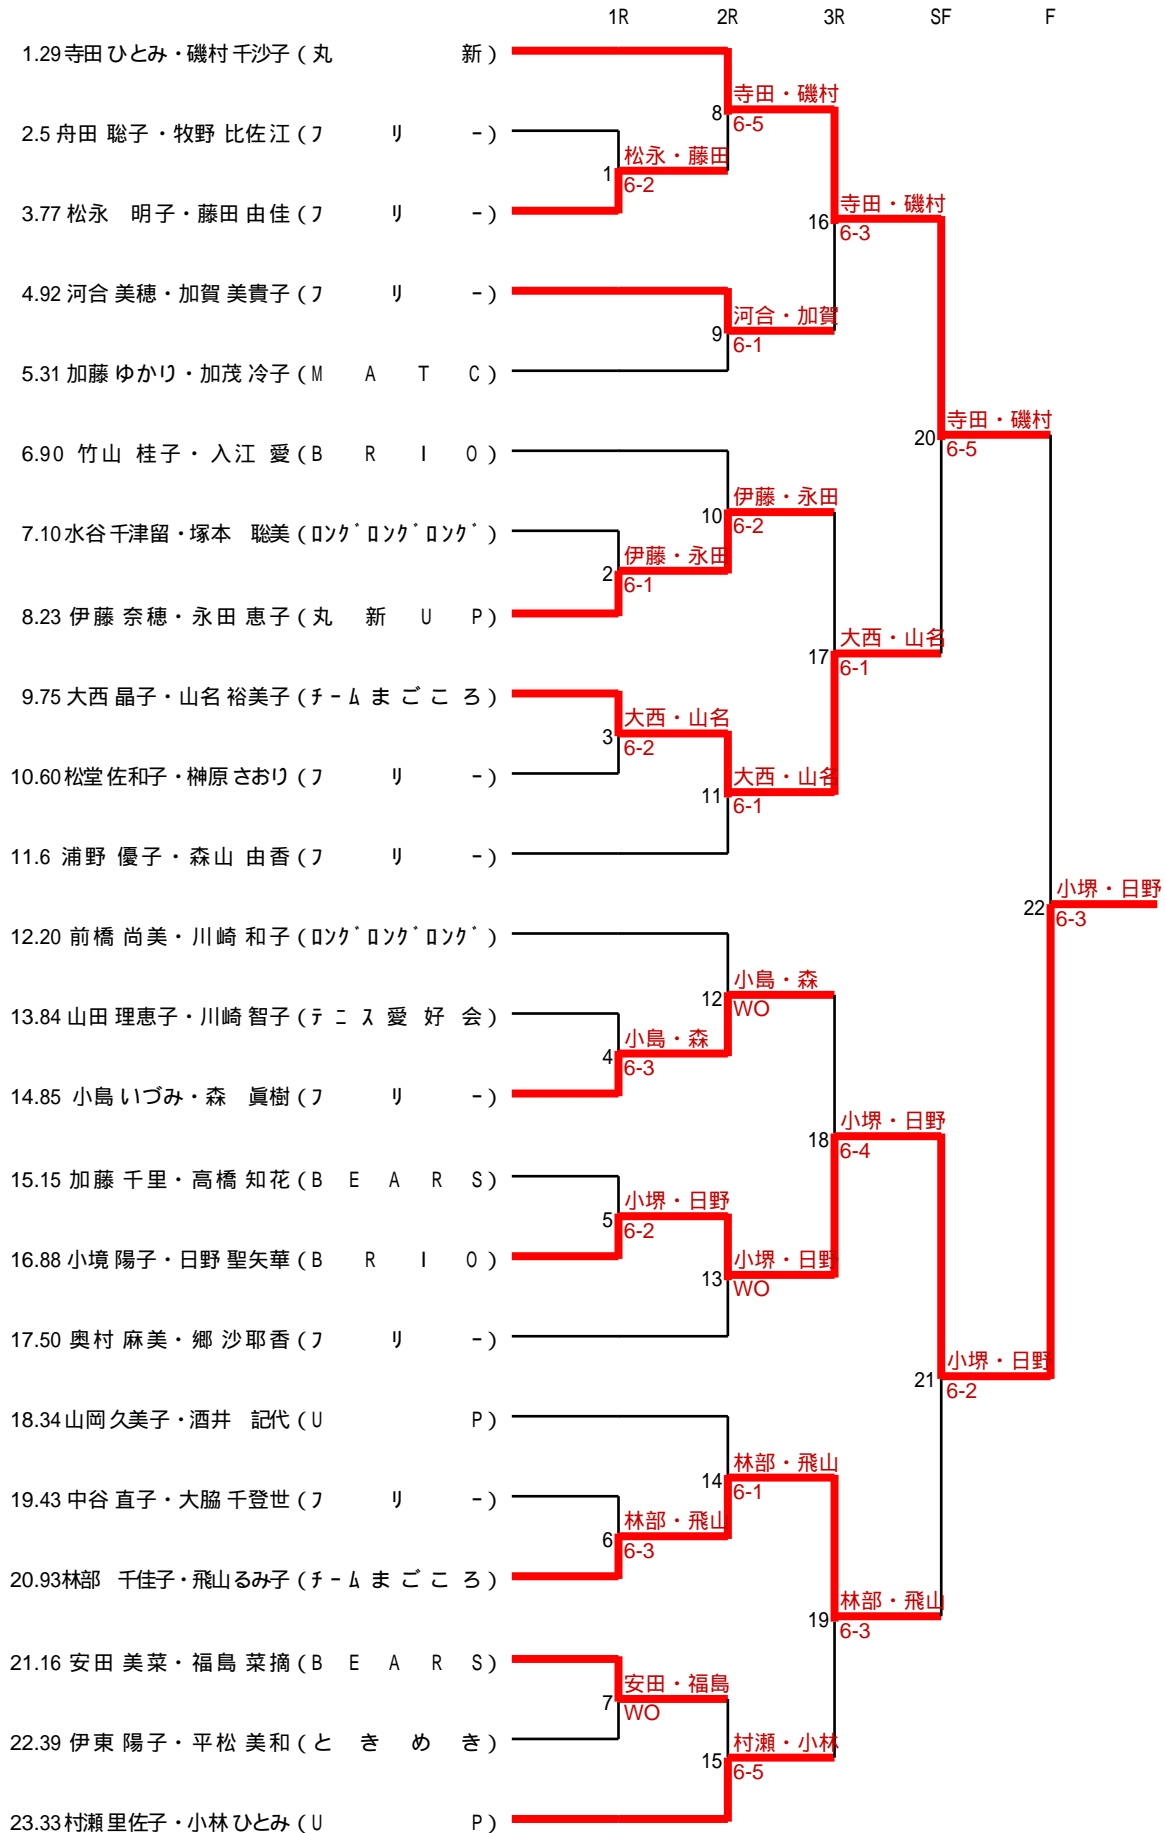 1R 2R 3R SF F
1.29 寺田 ひとみ・磯村 千沙子 ( 丸 新 )
寺田・磯村
8
6-5
2.5 舟田 聡子・牧野 比佐江 ( フ リ ー )
松永・藤田
1
6-2
3.77 松永 明子・藤田 由佳 ( フ リ ー )
寺田・磯村
16
6-3
4.92 河合 美穂・加賀 美貴子 ( フ リ ー )
河合・加賀
9
6-1
5.31 加藤 ゆかり・加茂 冷子 ( M A T C )
寺田・磯村
20
6-5
6.90 竹山 桂子・入江 愛 ( B R I O )
伊藤・永田
10
6-2
7.10 水谷 千津留・塚本 聡美 ( ロング ロング ロング )
伊藤・永田
2
6-1
8.23 伊藤 奈穂・永田 恵子 ( 丸 新 U P )
大西・山名
17
6-1
9.75 大西 晶子・山名 裕美子 ( チ ー ム ま ご こ ろ )
大西・山名
3
6-2
10.60 松堂 佐和子・榊原 さおり ( フ リ ー )
大西・山名
11
6-1
11.6 浦野 優子・森山 由香 ( フ リ ー )
小堺・日野
22
6-3
12.20 前橋 尚美・川崎 和子 ( ロング ロング ロング )
小島・森
12
WO
13.84 山田 理恵子・川崎 智子 ( テ ニ ス 愛 好 会 )
小島・森
4
6-3
14.85 小島 いづみ・森 眞樹 ( フ リ ー )
小堺・日野
18
6-4
15.15 加藤 千里・高橋 知花 ( B E A R S )
小堺・日野
5
6-2
16.88 小境 陽子・日野 聖矢華 ( B R I O )
小堺・日野
13
WO
17.50 奥村 麻美・郷 沙耶香 ( フ リ ー )
小堺・日野
21
6-2
18.34 山岡 久美子・酒井 記代 ( U P )
林部・飛山
14
6-1
19.43 中谷 直子・大脇 千登世 ( フ リ ー )
林部・飛山
6
6-3
20.93 林部 千佳子・飛山 るみ子 ( チ ー ム ま ご こ ろ )
林部・飛山
19
6-3
21.16 安田 美菜・福島 菜摘 ( B E A R S )
安田・福島
7
WO
22.39 伊東 陽子・平松 美和 ( と き め き )
村瀬・小林
15
6-5
23.33 村瀬 里佐子・小林 ひとみ ( U P )